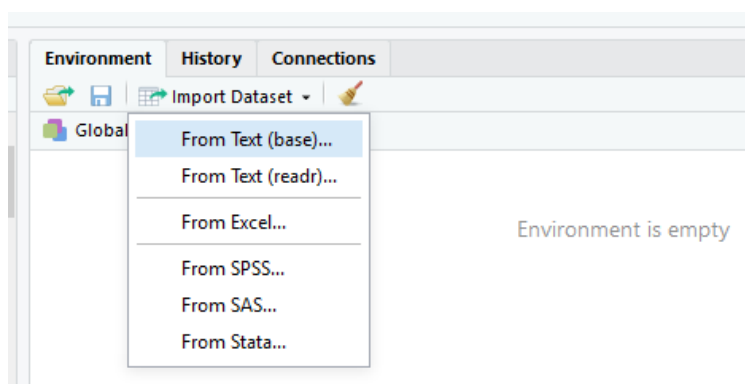 Environment History Connections
Import Dataset
Global
From Text (base)...
From Text (readr)...
From Excel...
From SPSS...
From SAS...
From Stata...
Environment is empty